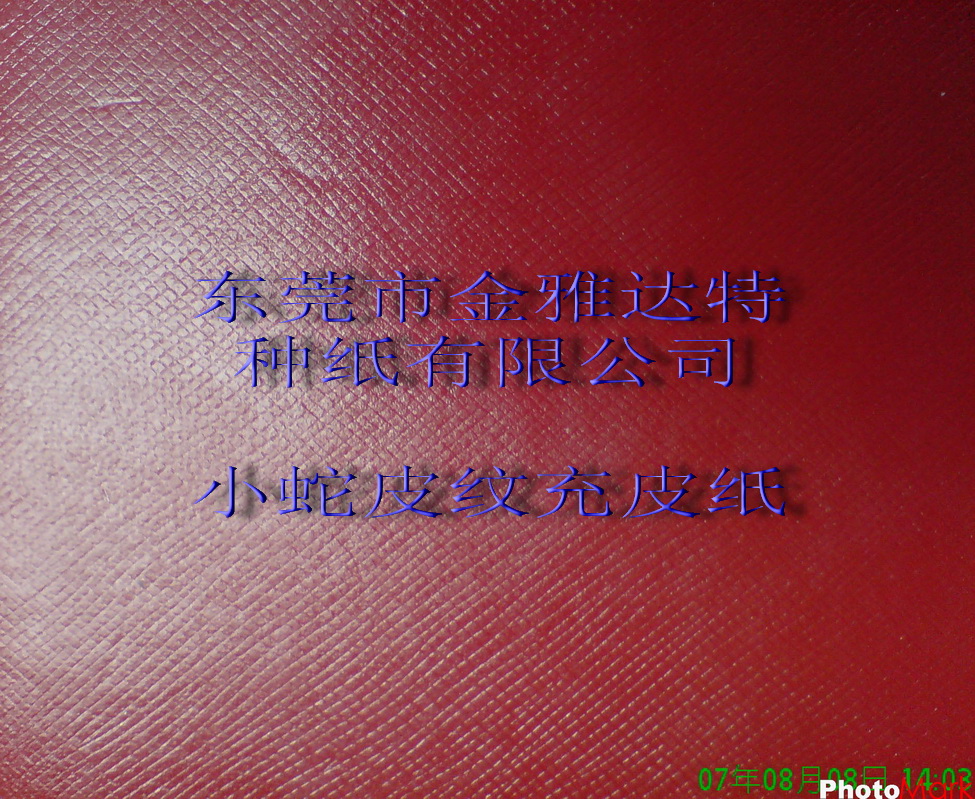 东莞市金雅达特
种纸有限公司
小蛇皮纹充皮纸
07年08月08日 14:03
PhotoMark